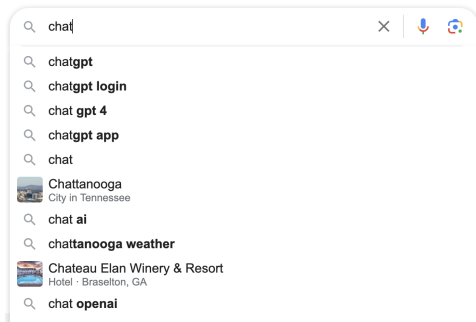 chat
chatgpt
chatgpt login
chat gpt 4
chatgpt app
chat
Chattanooga
City in Tennessee
chat ai
chattanooga weather
Chateau Elan Winery & Resort
Hotel · Braselton, GA
chat openai